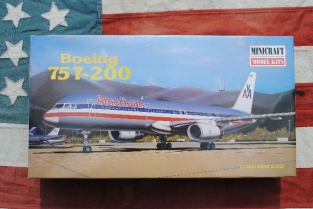 Boeing
757-200
MINICRAFT
MODEL KITS
American
AA